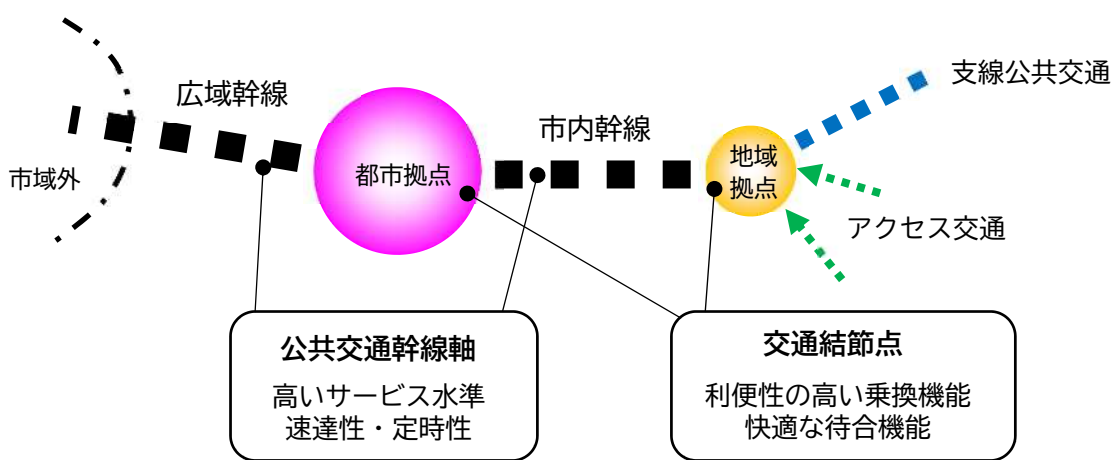 広域幹線
市域外
都市拠点
市内幹線
地域
拠点
支線公共交通
アクセス交通
公共交通幹線軸
高いサービス水準
速達性・定時性
交通結節点
利便性の高い乗換機能
快適な待合機能